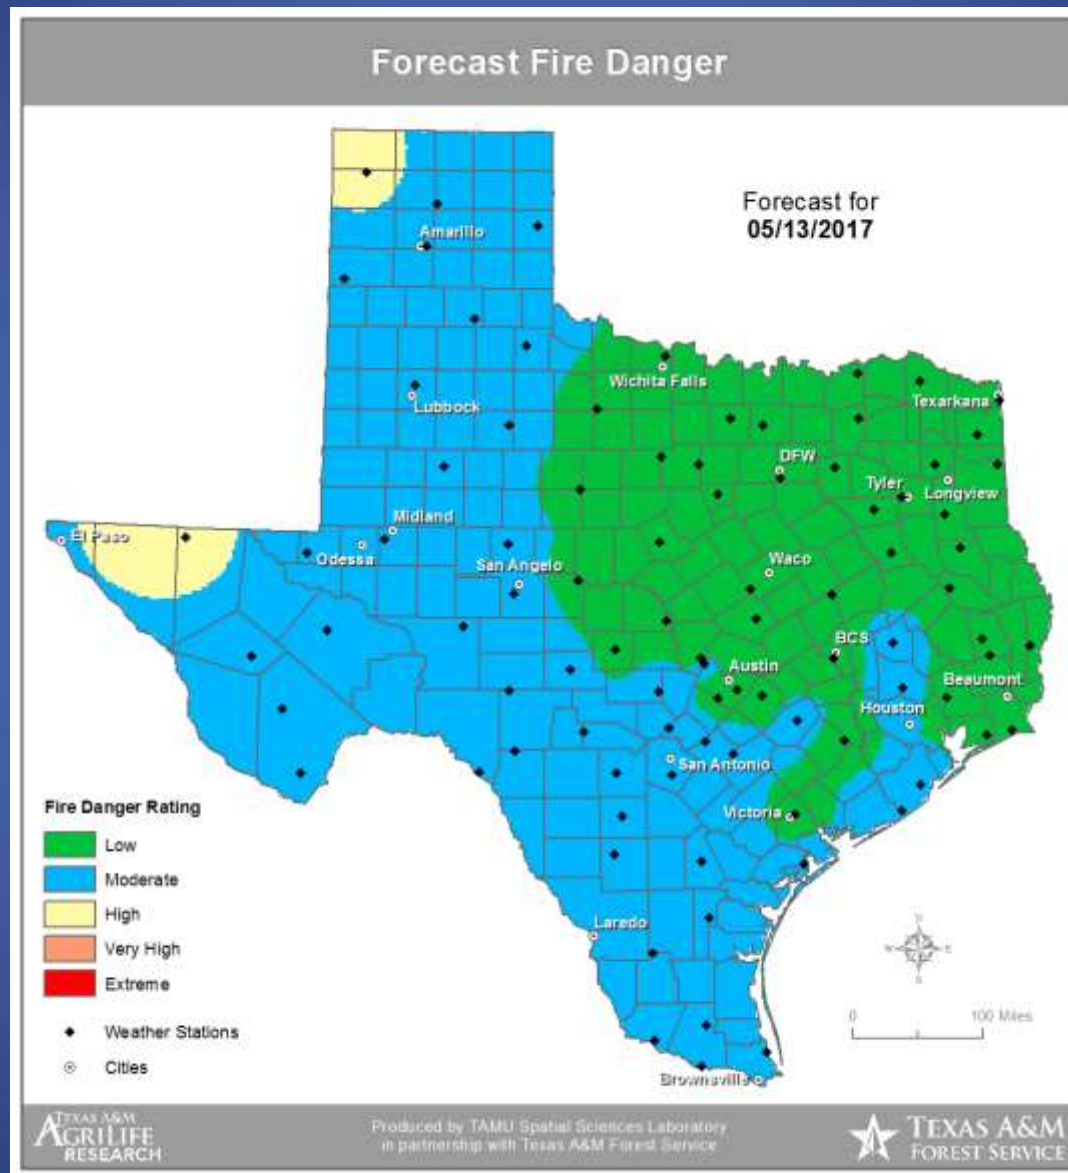 Forecast Fire Danger
Forecast for
05/13/2017
Amarillo
Wichita Falls
Texarkana
Lubbock
DFW
Tyler
Longview
Midland
El Paso
Odessa
San Angelo
Waco
BCS
Austin
Beaumont
Houston
San Antonio
Victoria
Laredo
Brownsville
Fire Danger Rating
Low
Moderate
High
Very High
Extreme
Weather Stations
Cities
N
W E
S
0 100 Miles
TEXAS A&M
AGRILIFE
RESEARCH
Produced by TAMU Spatial Sciences Laboratory
in partnership with Texas A&M Forest Service
TEXAS A&M
FOREST SERVICE